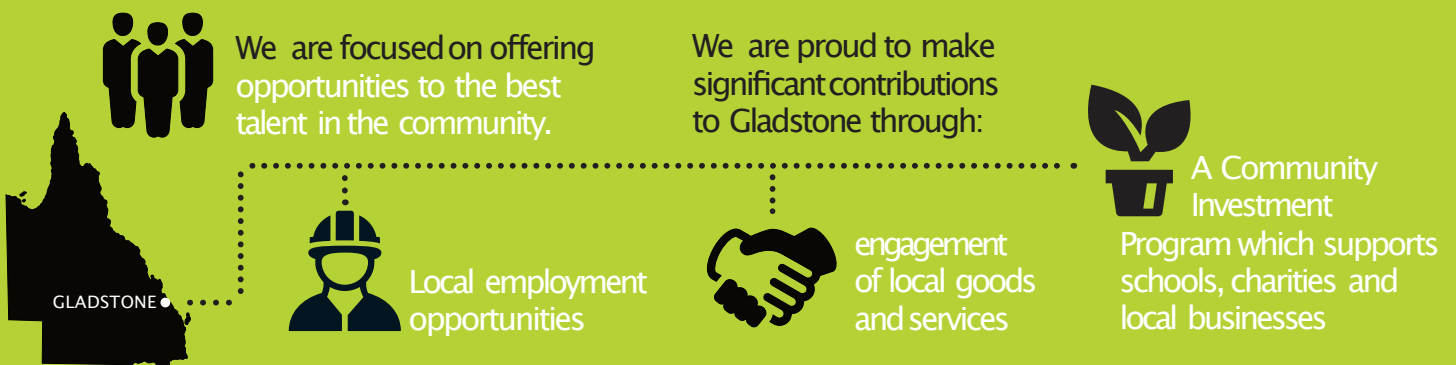 We are focused on offering
opportunities to the best
talent in the community.
We are proud to make
significant contributions
to Gladstone through:
GLADSTONE
Local employment
opportunities
engagement
of local goods
and services
A Community
Investment
Program which supports
schools, charities and
local businesses